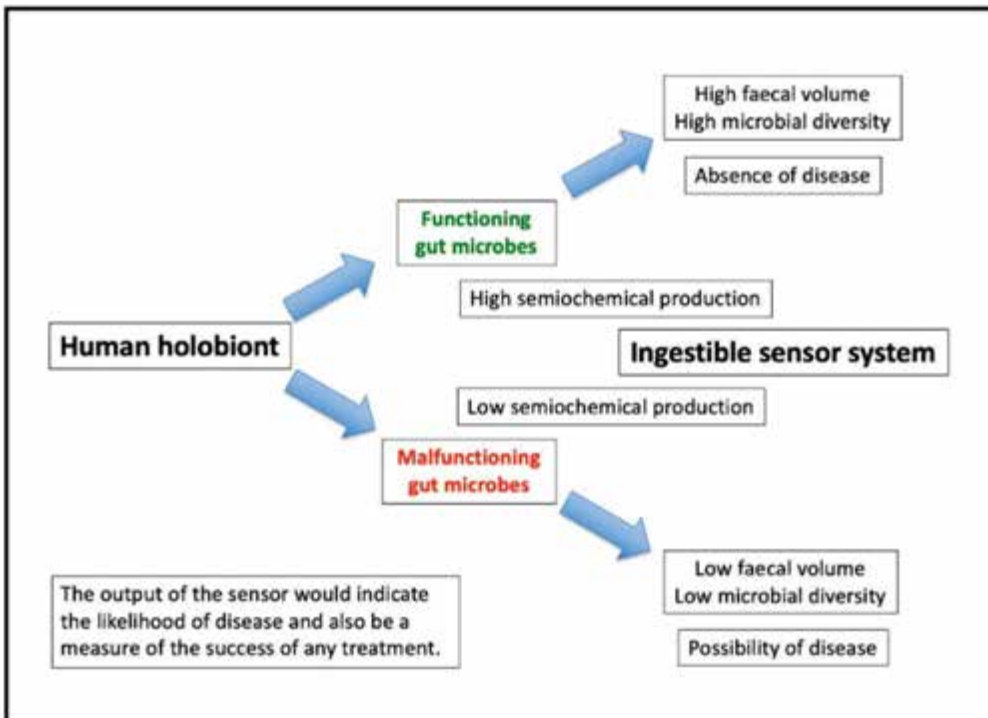 High faecal volume
High microbial diversity
Absence of disease
Functioning
gut microbes
High semiochemical production
Human holobiont
Ingestible sensor system
Low semiochemical production
Malfunctioning
gut microbes
Low faecal volume
Low microbial diversity
The output of the sensor would indicate
the likelihood of disease and also be a
measure of the success of any treatment.
Possibility of disease